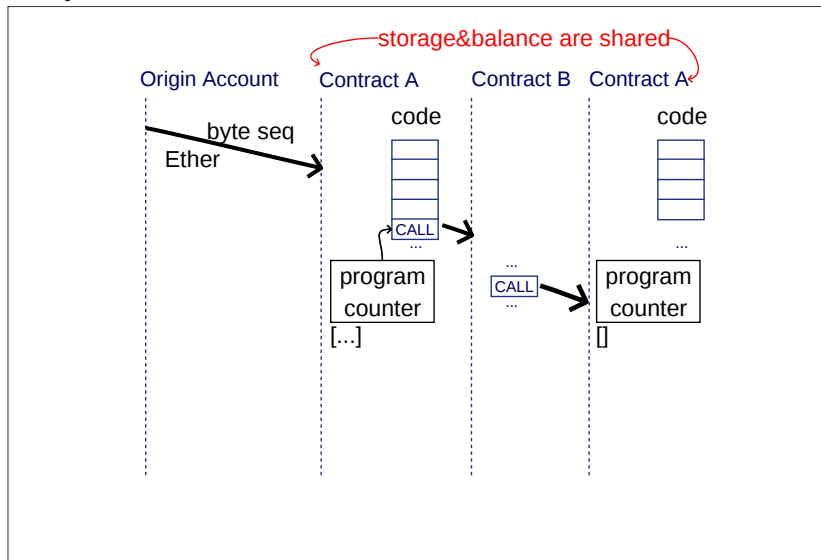 storage&balance are shared
Origin Account Contract A Contract B Contract A
code code
byte seq
Ether
CALL
...
...
program
counter
[...]
...
CALL
...
program
counter
[]